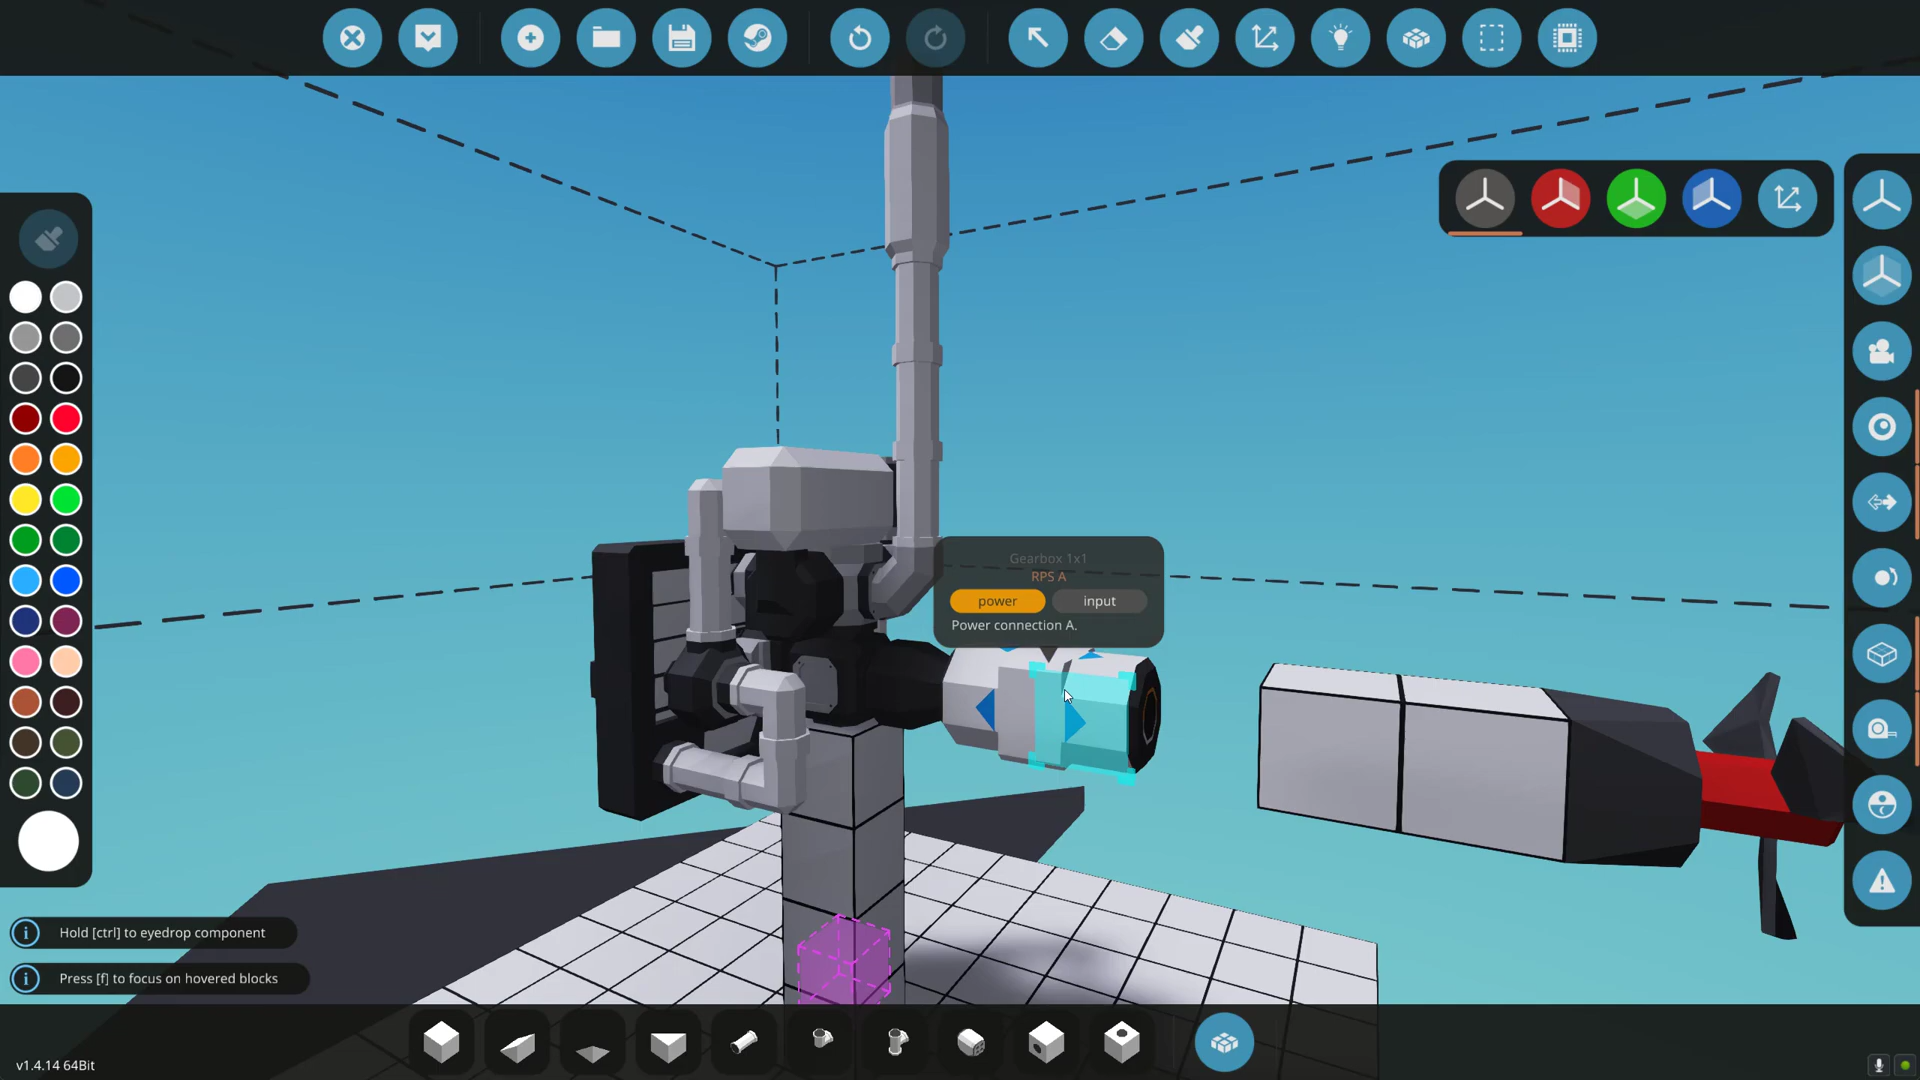 Gearbox 1x1
RPS A
power input
Power connection A.
Hold [ctrl] to eyedrop component
Press [f] to focus on hovered blocks
v1.4.14 64Bit